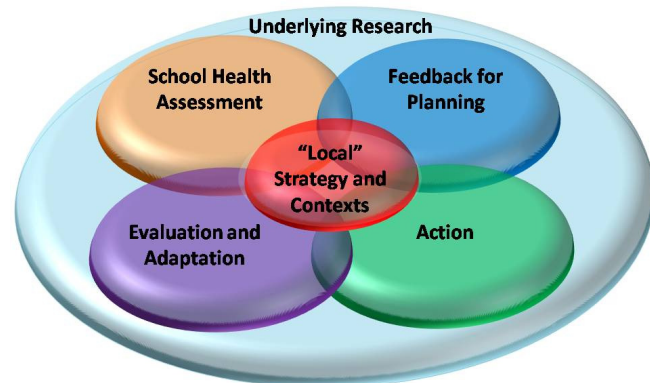 Underlying Research
School Health
Assessment
Feedback for
Planning
“Local”
Strategy and
Contexts
Evaluation and
Adaptation
Action